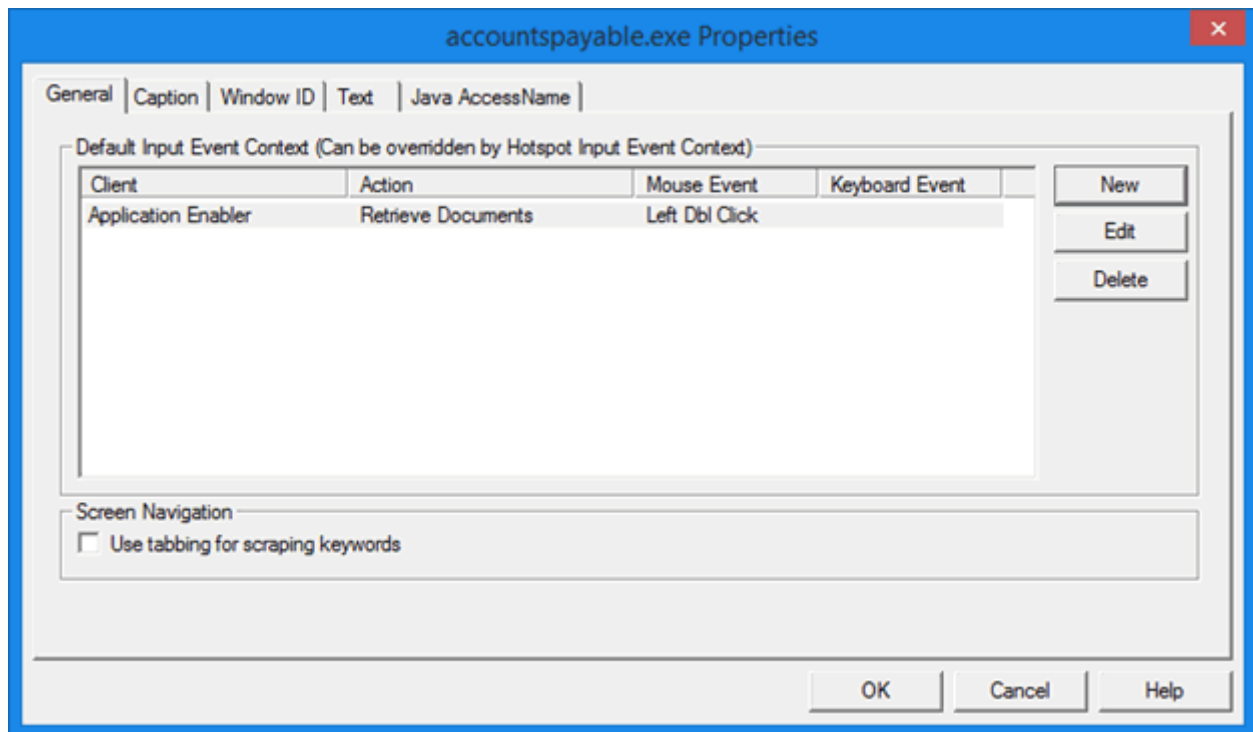 accountspayable.exe Properties
General Caption Window ID Text Java AccessName
Default Input Event Context (Can be overridden by Hotspot Input Event Context)
Client Action Mouse Event Keyboard Event
Application Enabler Retrieve Documents Left Dbl Click
New
Edit
Delete
Screen Navigation
Use tabbing for scraping keywords
OK Cancel Help